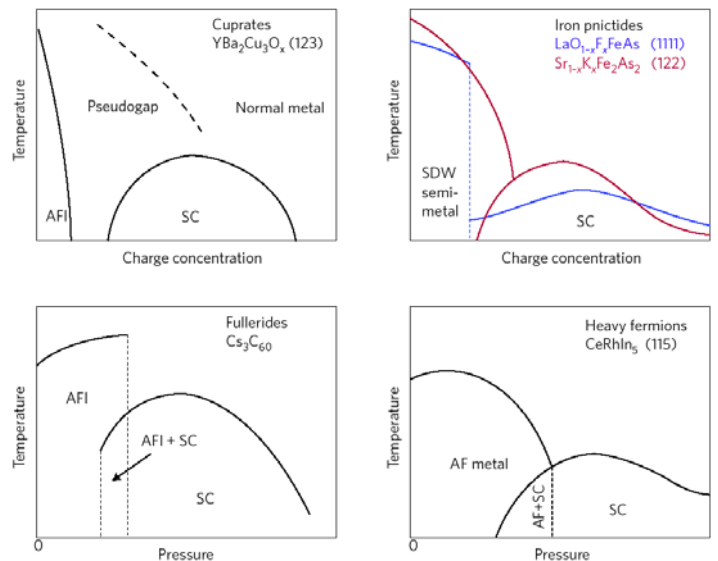 Cuprates
YBa₂Cu₃Oₓ (123)
Pseudogap
Normal metal
AFI
SC
Temperature
Charge concentration
Iron pnictides
LaO₁₋ₓFₓFeAs (1111)
Sr₁₋ₓKₓFe₂As₂ (122)
SDW
semi-
metal
SC
Temperature
Charge concentration
Fullerides
Cs₃C₆₀
AFI
AFI + SC
SC
Temperature
0
Pressure
Heavy fermions
CeRhIn₅ (115)
AF metal
AF+SC
SC
Temperature
0
Pressure